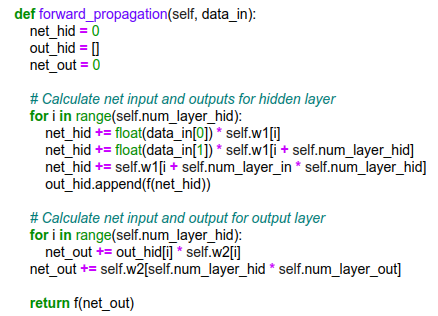 def forward_propagation(self, data_in):
    net_hid = 0
    out_hid = []
    net_out = 0

    # Calculate net input and outputs for hidden layer
    for i in range(self.num_layer_hid):
        net_hid += float(data_in[0]) * self.w1[i]
        net_hid += float(data_in[1]) * self.w1[i + self.num_layer_hid]
        net_hid += self.w1[i + self.num_layer_in * self.num_layer_hid]
        out_hid.append(f(net_hid))

    # Calculate net input and output for output layer
    for i in range(self.num_layer_hid):
        net_out += out_hid[i] * self.w2[i]
    net_out += self.w2[self.num_layer_hid * self.num_layer_out]

    return f(net_out)